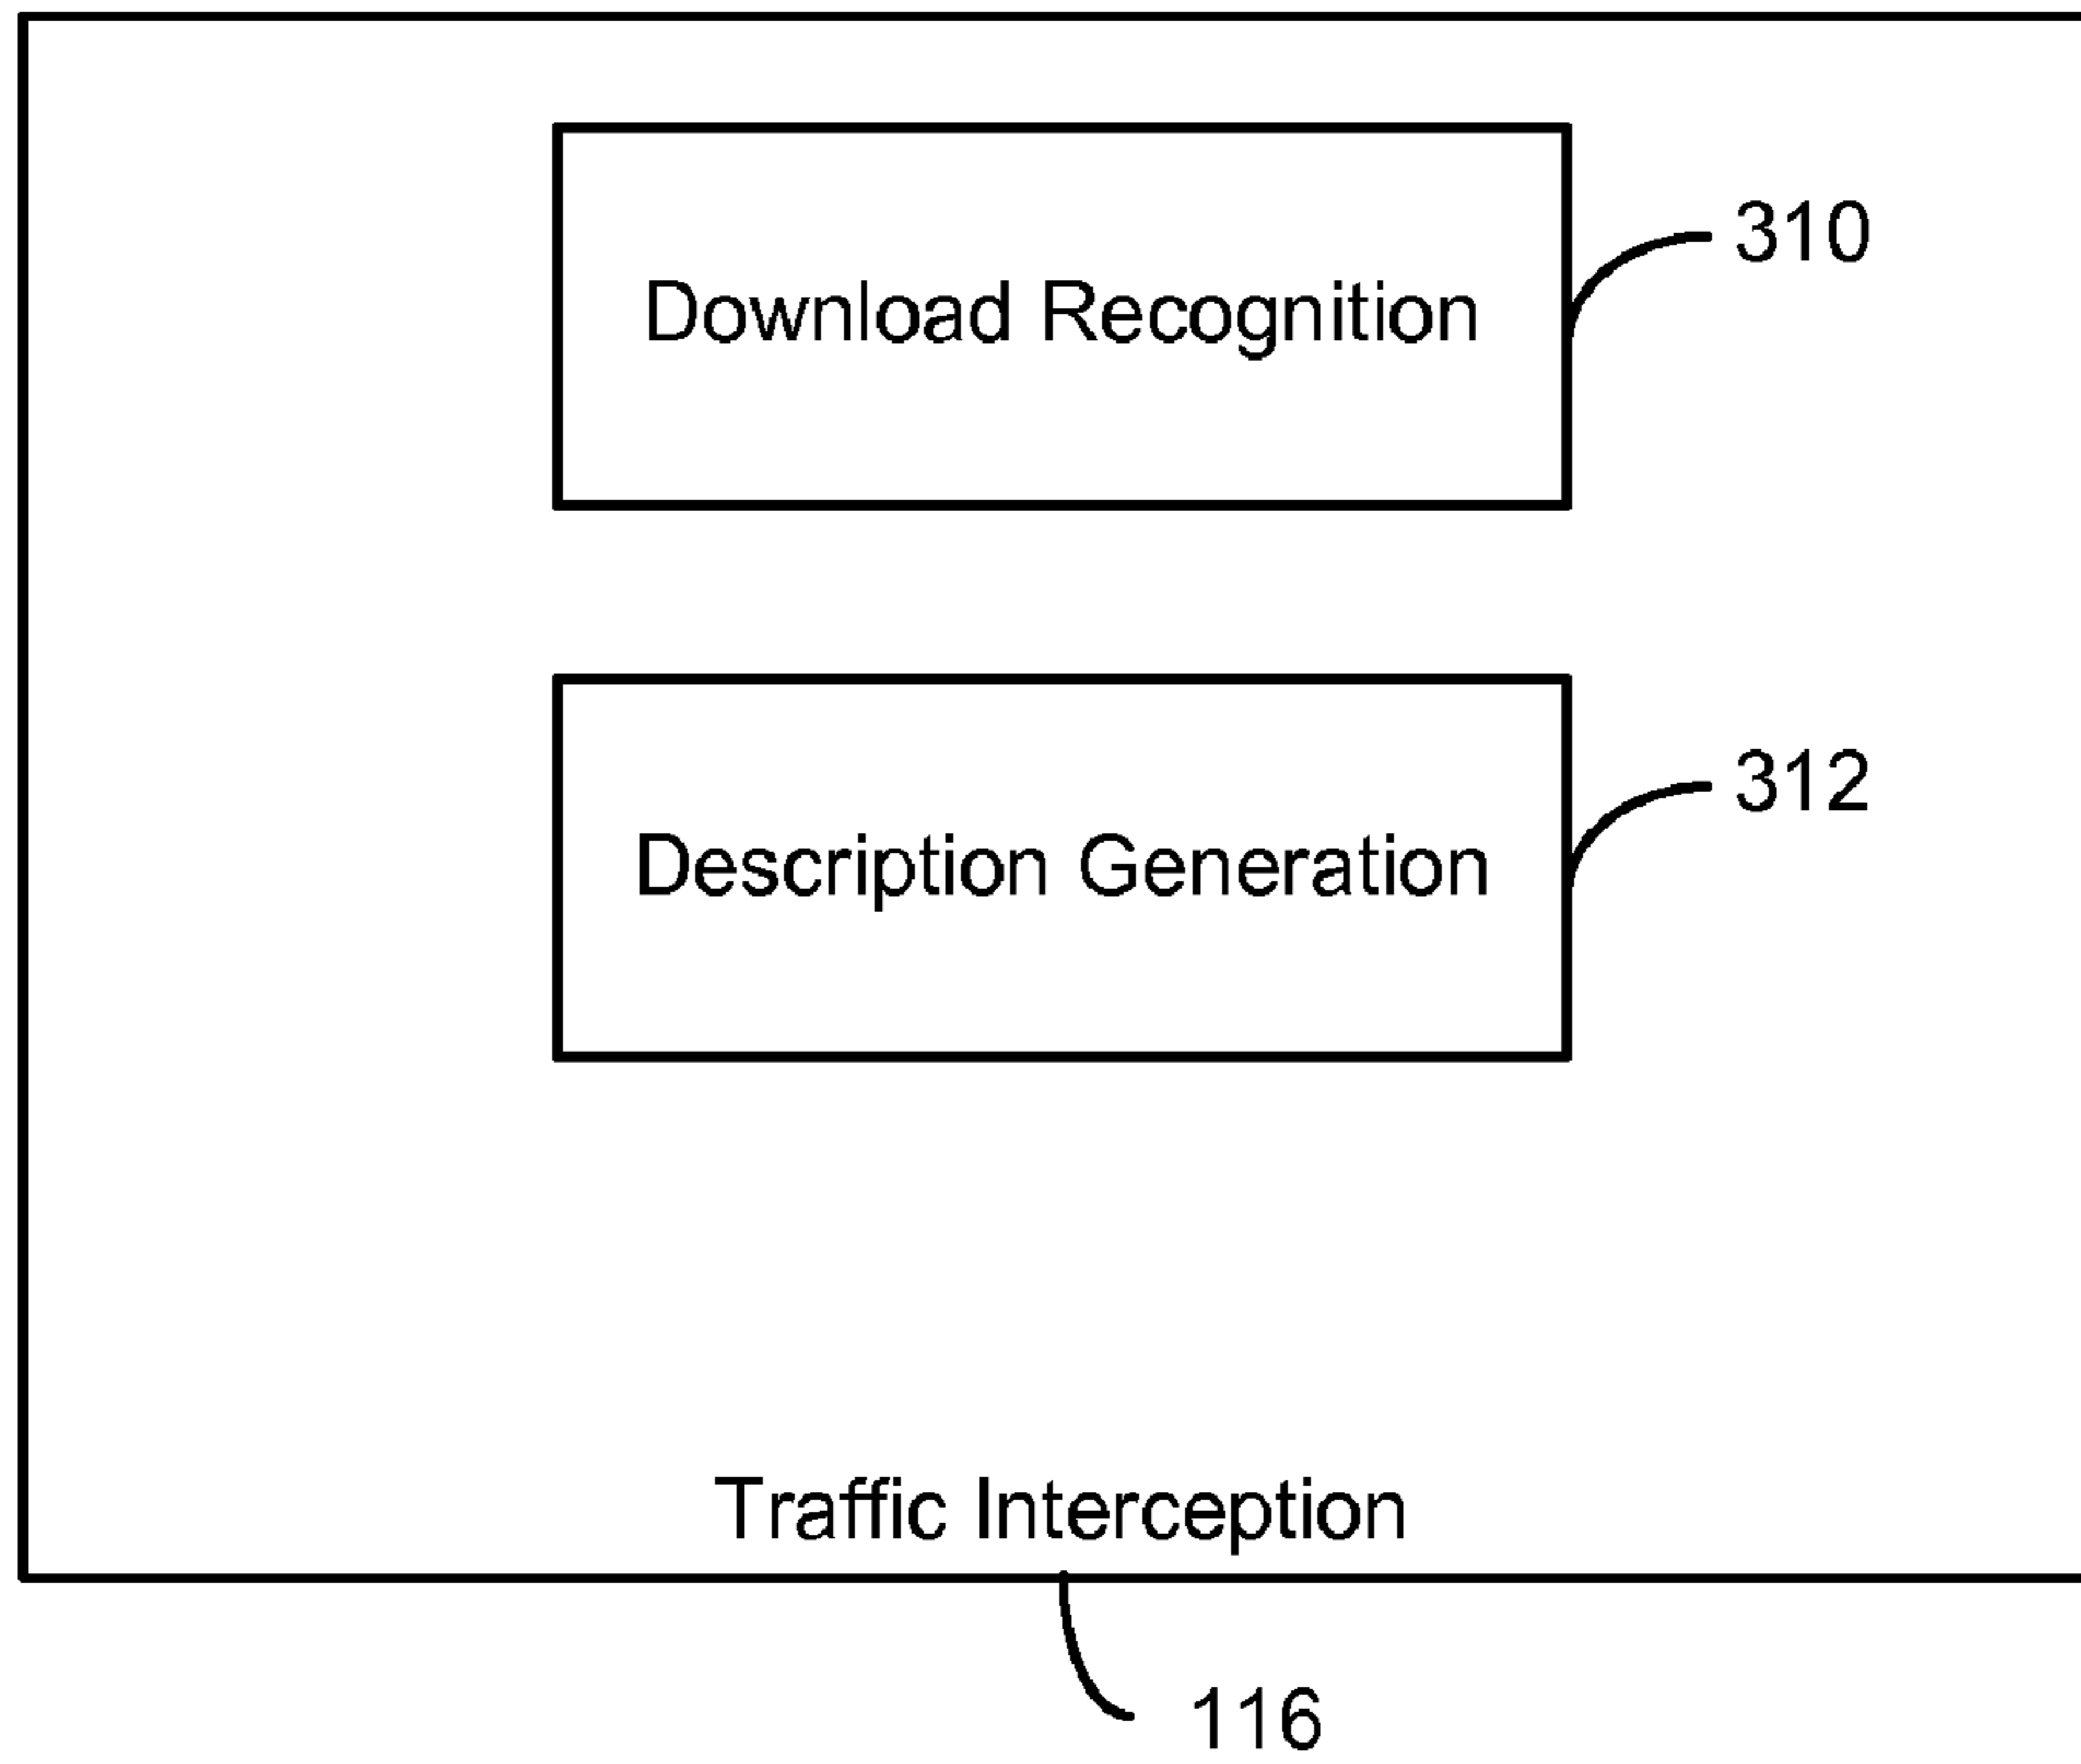 310
Download Recognition
312
Description Generation
Traffic Interception
116